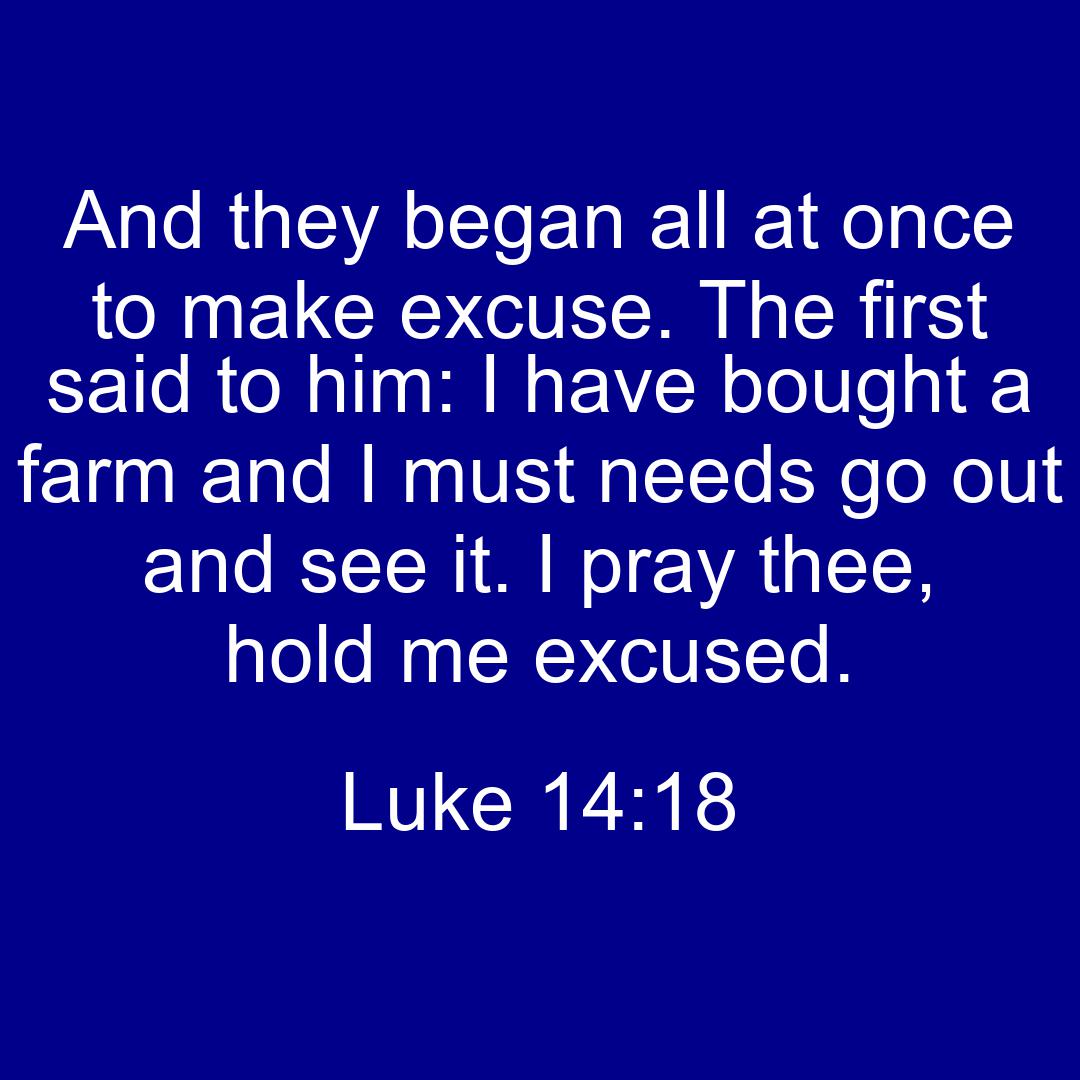 And they began all at once
to make excuse. The first
said to him: I have bought a
farm and I must needs go out
and see it. I pray thee,
hold me excused.
Luke 14:18